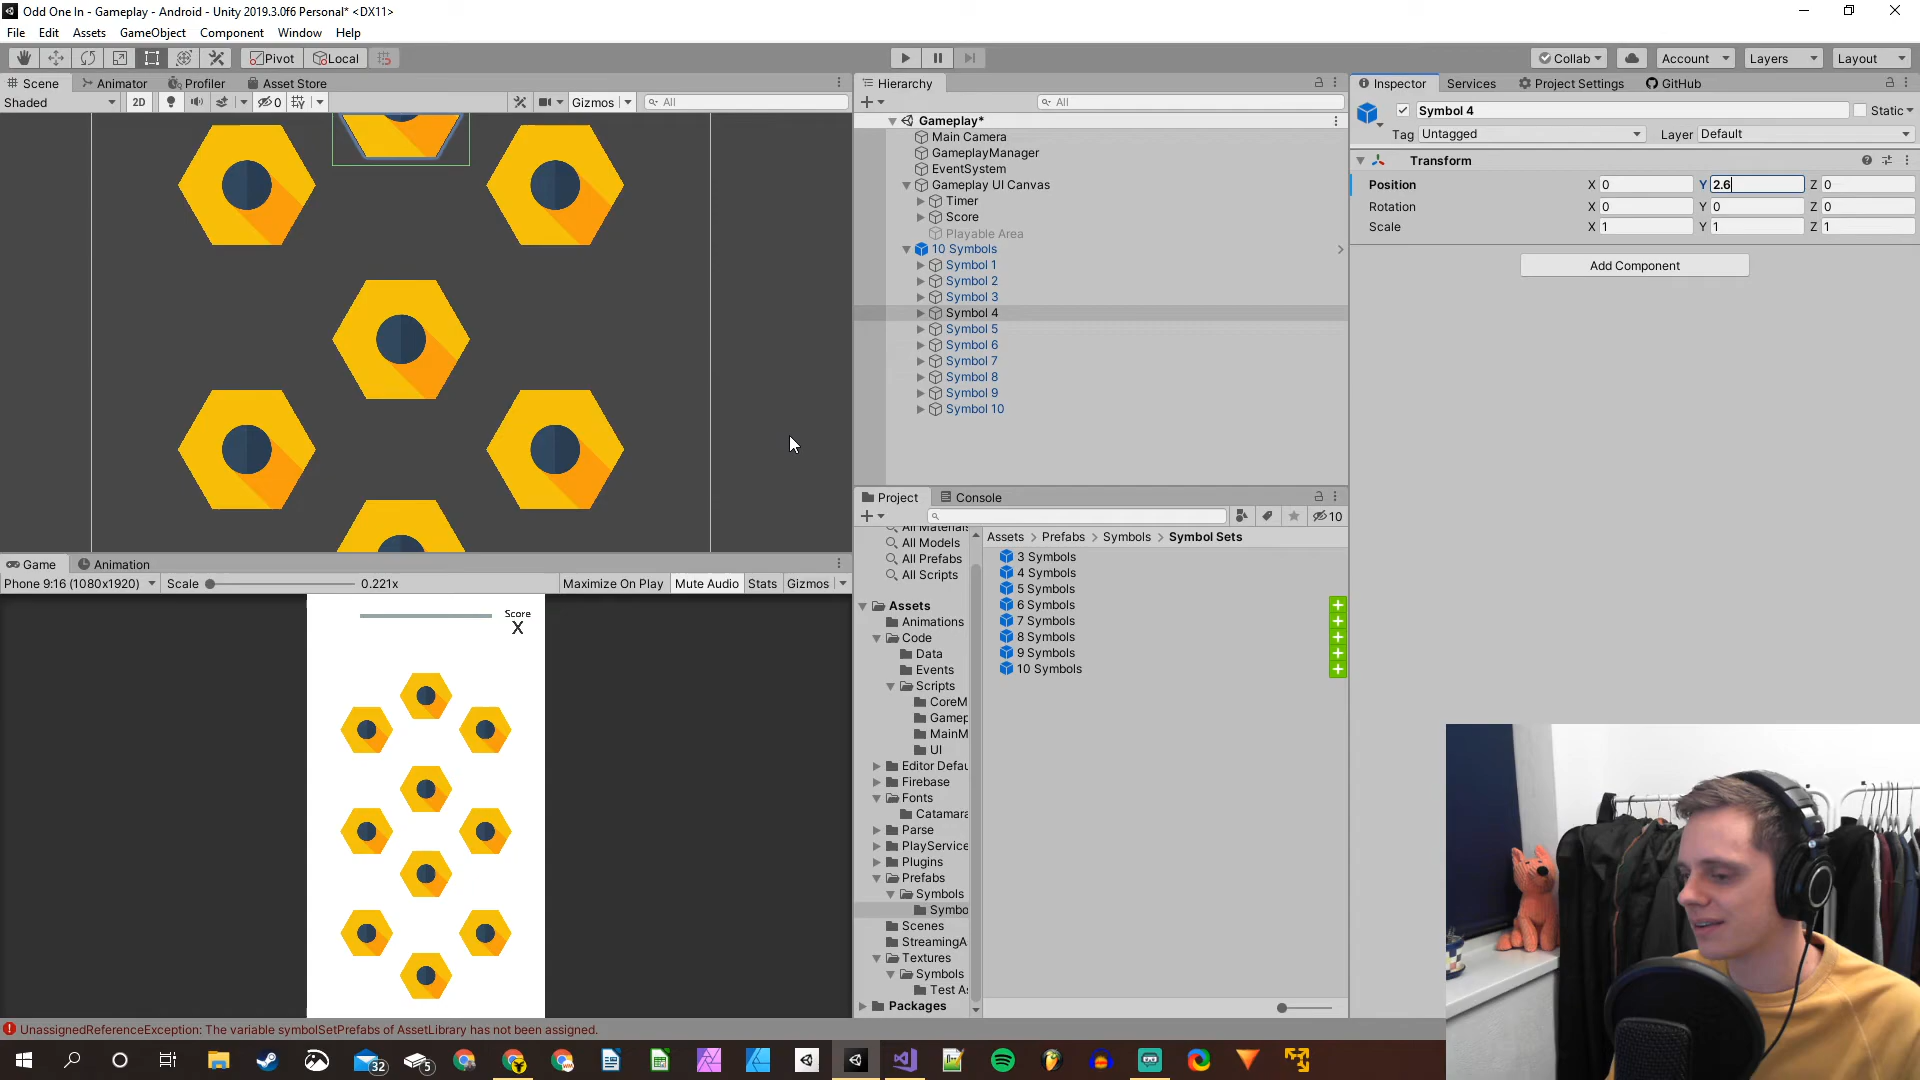 Odd One In - Gameplay - Android - Unity 2019.3.0f6 Personal* <DX11>
File Edit Assets GameObject Component Window Help
Pivot Local Collab Account Layers Layout
Scene Animator Profiler Asset Store
Shaded 2D 0 Gizmos All
Hierarchy
All
Gameplay*
Main Camera
GameplayManager
EventSystem
Gameplay UI Canvas
Timer
Score
Playable Area
10 Symbols
Symbol 1
Symbol 2
Symbol 3
Symbol 4
Symbol 5
Symbol 6
Symbol 7
Symbol 8
Symbol 9
Symbol 10
Inspector Services Project Settings GitHub
Symbol 4 Static
Tag Untagged Layer Default
Transform
Position X 0 Y 2.6 Z 0
Rotation X 0 Y 0 Z 0
Scale X 1 Y 1 Z 1
Add Component
Project Console
10
All Materials
All Models
All Prefabs
All Scripts
Assets
Animations
Code
Data
Events
Scripts
CoreM
Gamep
MainM
UI
Editor Defau
Firebase
Fonts
Catamara
Parse
PlayService
Plugins
Prefabs
Symbols
Symbo
Scenes
StreamingA
Textures
Symbols
Test As
Packages
Assets > Prefabs > Symbols > Symbol Sets
3 Symbols
4 Symbols
5 Symbols
6 Symbols
7 Symbols
8 Symbols
9 Symbols
10 Symbols
Game Animation
Phone 9:16 (1080x1920) Scale 0.221x Maximize On Play Mute Audio Stats Gizmos
Score
X
UnassignedReferenceException: The variable symbolSetPrefabs of AssetLibrary has not been assigned.
32 5